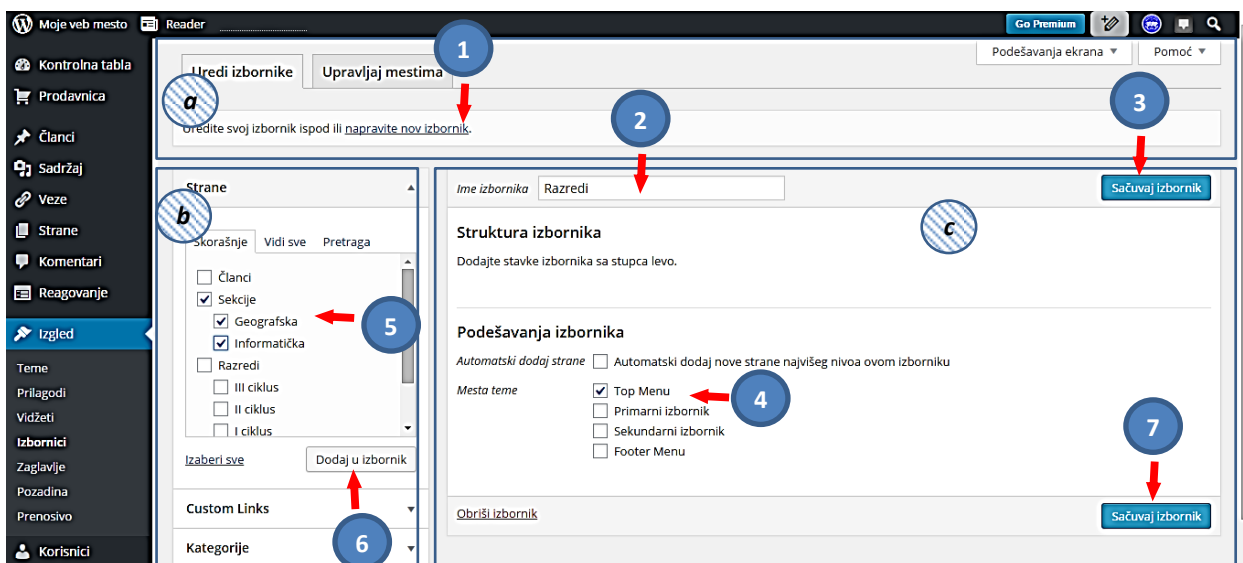 Moje veb mesto Reader Go Premium
Kontrolna tabla
Prodavnica
Članci
Sadržaj
Veze
Strane
Komentari
Reagovanje
Izgled
Teme
Prilagodi
Vidžeti
Izbornici
Zaglavlje
Pozadina
Prenosivo
Korisnici
Podešavanja ekrana Pomoć
1
Uredi izbornike Upravljaj mestima
a
Uredite svoj izbornik ispod ili napravite nov izbornik.
2
3
b
Strane
Skorašnje Vidi sve Pretraga
Članci
Sekcije
Geografska
Informatička
5
Razredi
III ciklus
II ciklus
I ciklus
Izaberi sve Dodaj u izbornik
Custom Links
6
Kategorije
Ime izbornika Razredi Sačuvaj izbornik
c
Struktura izbornika
Dodajte stavke izbornika sa stupca levo.
Podešavanja izbornika
Automatski dodaj strane Automatski dodaj nove strane najvišeg nivoa ovom izborniku
Mesta teme Top Menu
4
Primarni izbornik
Sekundarni izbornik
Footer Menu
7
Obriši izbornik Sačuvaj izbornik